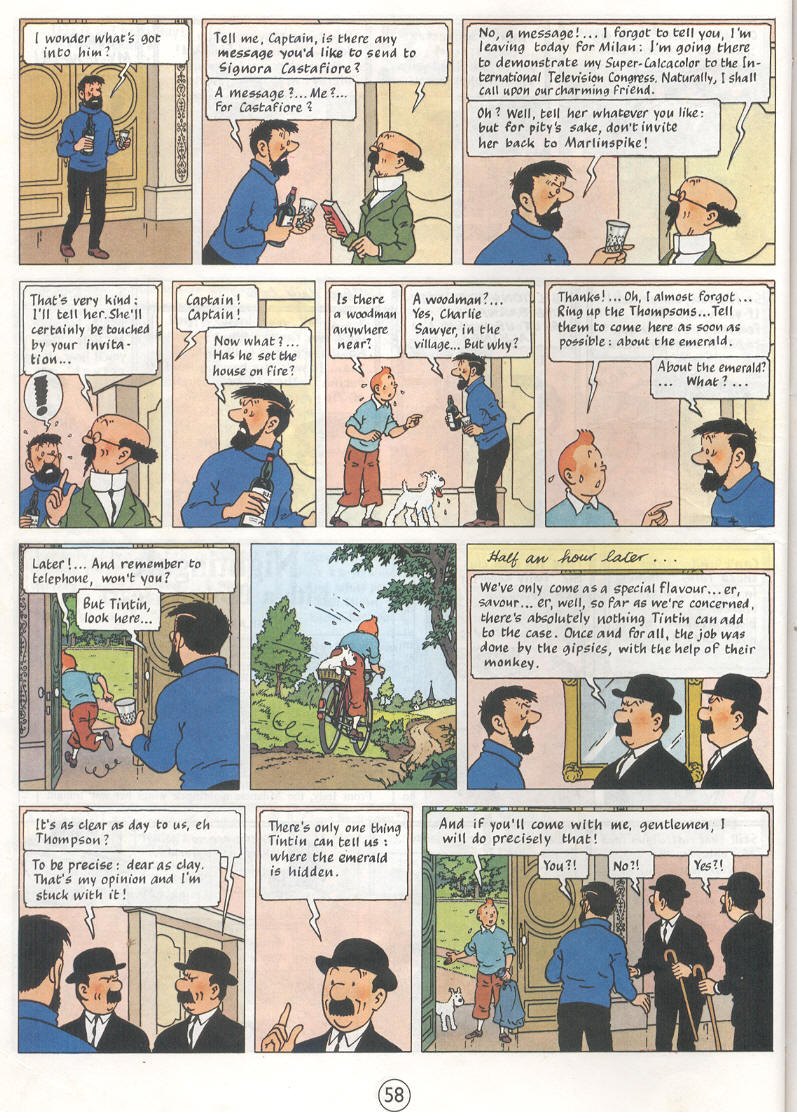 I wonder what's got
into him?
Tell me, Captain, is there any
message you'd like to send to
Signora Castafiore?
A message?... Me?...
For Castafiore?
No, a message!... I forgot to tell you, I'm
leaving today for Milan: I'm going there
to demonstrate my Super-Calcacolor to the In-
ternational Television Congress. Naturally, I shall
call upon our charming friend.
Oh? Well, tell her whatever you like:
but for pity's sake, don't invite
her back to Marlinspike!
That's very kind:
I'll tell her. She'll
certainly be touched
by your invita-
tion...
!
Captain!
Captain!
Now what?...
Has he set the
house on fire?
Is there
a woodman
anywhere
near?
A woodman?...
Yes, Charlie
Sawyer, in the
village... But why?
Thanks!... Oh, I almost forgot...
Ring up the Thompsons... Tell
them to come here as soon as
possible: about the emerald.
About the emerald?
... What?...
Later!... And remember to
telephone, won't you?
But Tintin,
look here...
Half an hour later...
We've only come as a special flavour... er,
savour... er, well, so far as we're concerned,
there's absolutely nothing Tintin can add
to the case. Once and for all, the job was
done by the gipsies, with the help of their
monkey.
It's as clear as day to us, eh
Thompson?
To be precise: dear as clay.
That's my opinion and I'm
stuck with it!
There's only one thing
Tintin can tell us:
where the emerald
is hidden.
And if you'll come with me, gentlemen, I
will do precisely that!
You?!
No?!
Yes?!
58